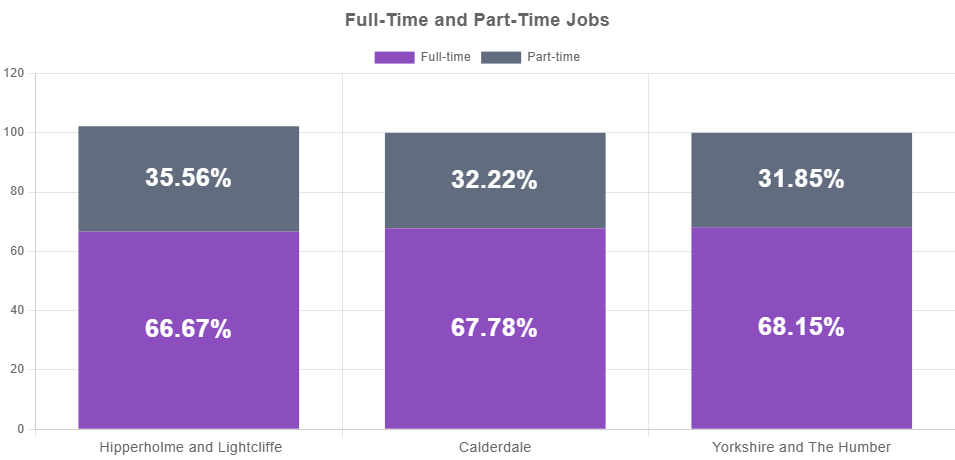 Full-Time and Part-Time Jobs
Full-time Part-time
120
100
80
60
40
20
0
35.56% 32.22% 31.85%
66.67% 67.78% 68.15%
Hipperholme and Lightcliffe Calderdale Yorkshire and The Humber